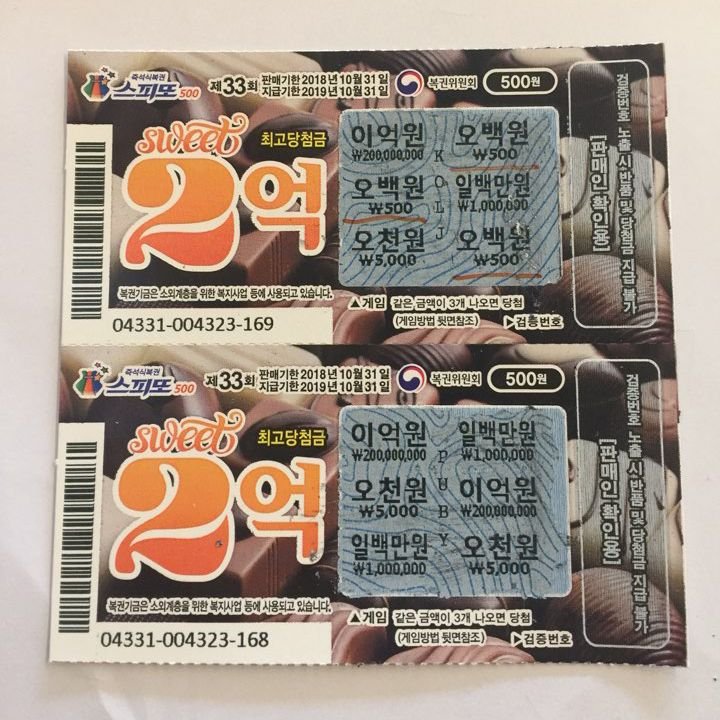 즉석식복권
스피또500 제33회 판매기한 2018년 10월 31일 지급기한 2019년 10월 31일 복권위원회 500원
sweet 최고당첨금
2억
이억원 오백원
₩200,000,000 ₩500
오백원 일백만원
₩500 ₩1,000,000
오천원 오백원
₩5,000 ₩500
K O L J
복권기금은 소외계층을 위한 복지사업 등에 사용되고 있습니다.
▲게임 같은 금액이 3개 나오면 당첨
(게임방법 뒷면참조) ▶검증번호
04331-004323-169
검증번호 노출 시 반품 및 당첨금 지급 불가
[판매인 확인용]
즉석식복권
스피또500 제33회 판매기한 2018년 10월 31일 지급기한 2019년 10월 31일 복권위원회 500원
sweet 최고당첨금
2억
이억원 일백만원
₩200,000,000 ₩1,000,000
오천원 이억원
₩5,000 ₩200,000,000
일백만원 오천원
₩1,000,000 ₩5,000
P U B Y
복권기금은 소외계층을 위한 복지사업 등에 사용되고 있습니다.
▲게임 같은 금액이 3개 나오면 당첨
(게임방법 뒷면참조) ▶검증번호
04331-004323-168
검증번호 노출 시 반품 및 당첨금 지급 불가
[판매인 확인용]